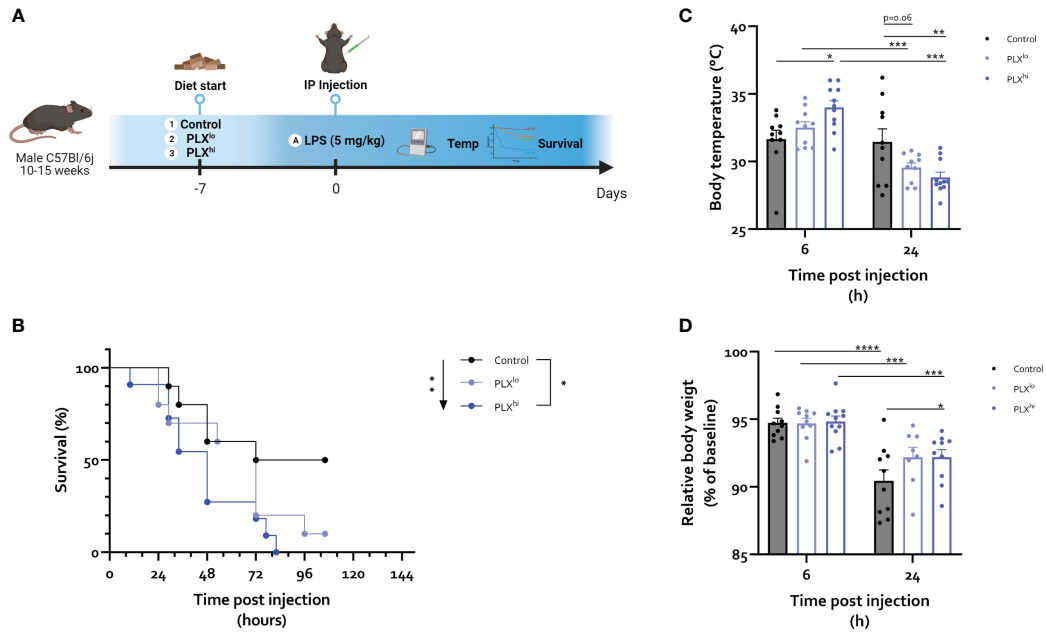 A
Diet start
IP Injection
1 Control
2 PLXlo
3 PLXhi
A LPS (5 mg/kg)
Temp
Survival
Male C57Bl/6j
10-15 weeks
-7
0
Days
B
Survival (%)
100
50
0
0
24
48
72
96
120
144
Time post injection
(hours)
Control
PLXlo
PLXhi
**
*
C
Body temperature (°C)
40
35
30
25
p=0.06
**
***
*
***
6
24
Time post injection
(h)
Control
PLXlo
PLXhi
D
Relative body weigt
(% of baseline)
100
95
90
85
****
***
***
*
6
24
Time post injection
(h)
Control
PLXlo
PLXhi